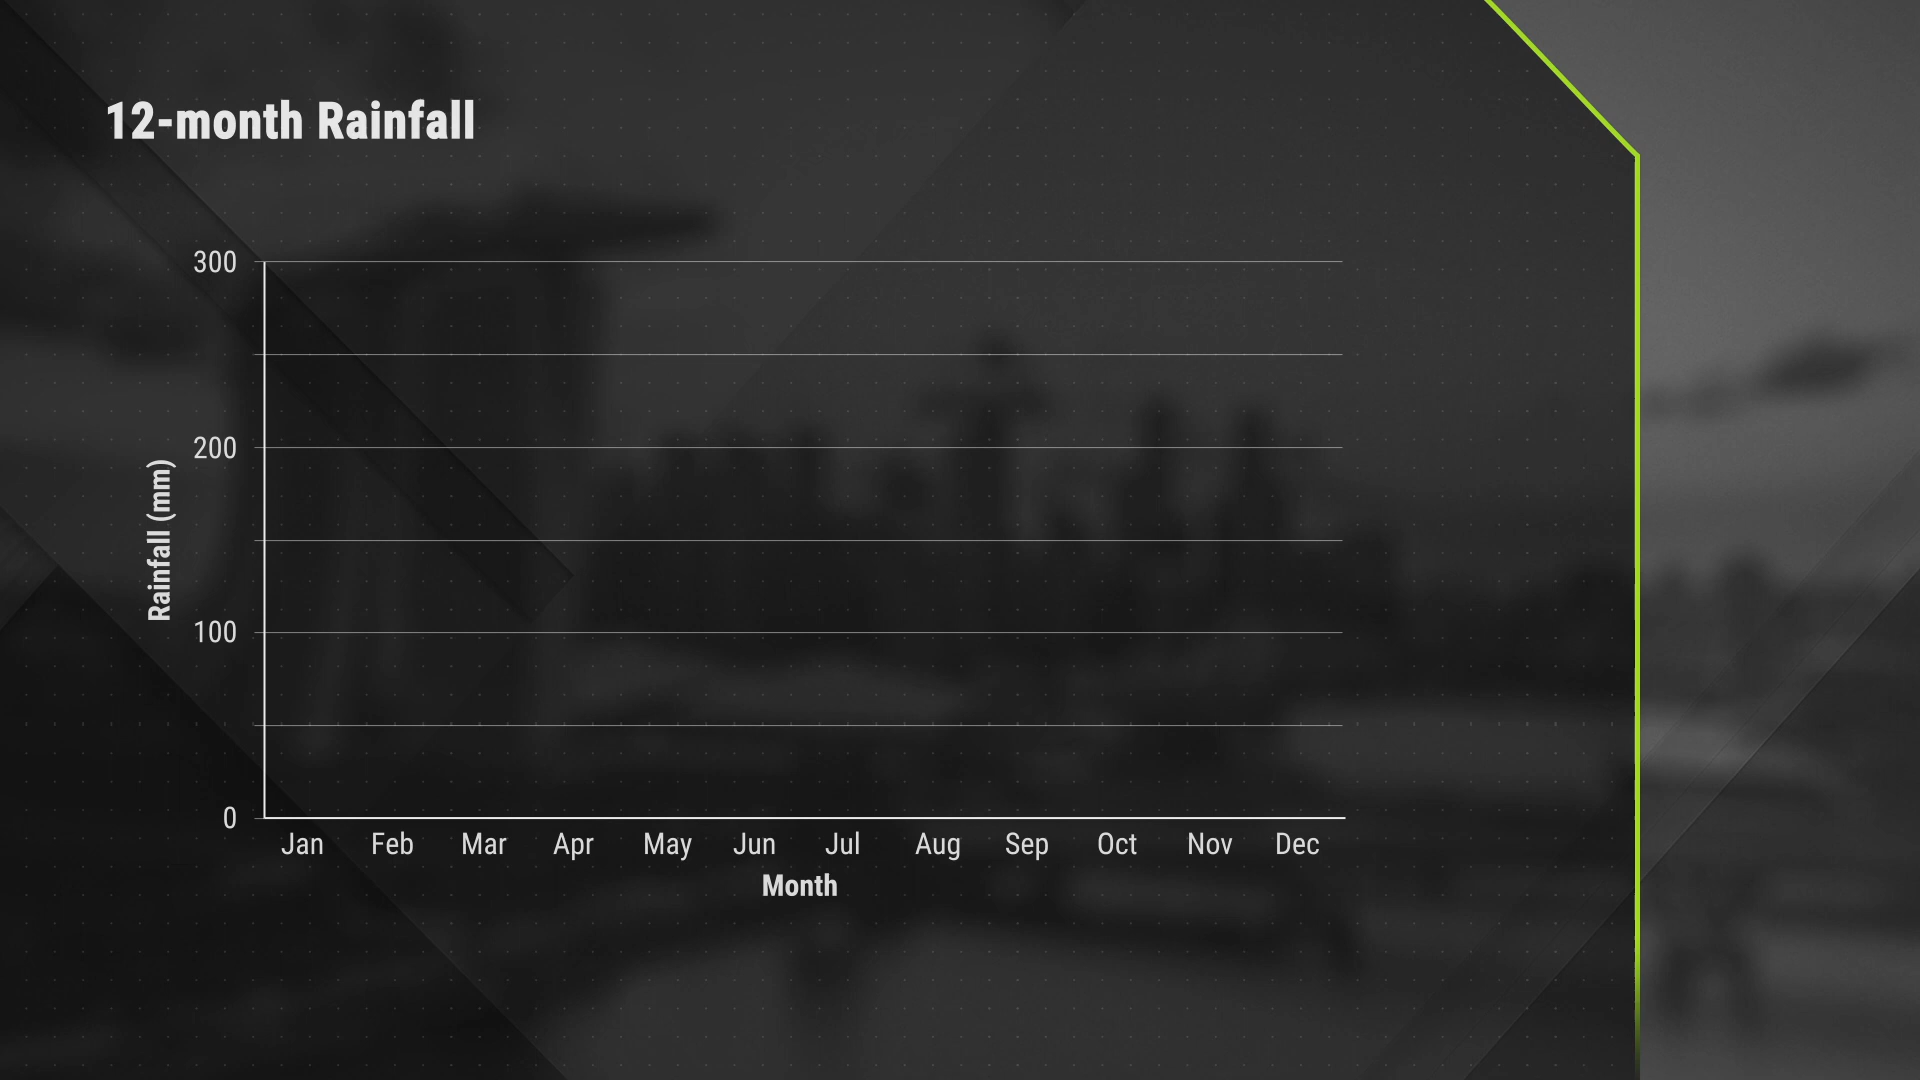 12-month Rainfall
300
200
100
0
Rainfall (mm)
Jan Feb Mar Apr May Jun Jul Aug Sep Oct Nov Dec
Month